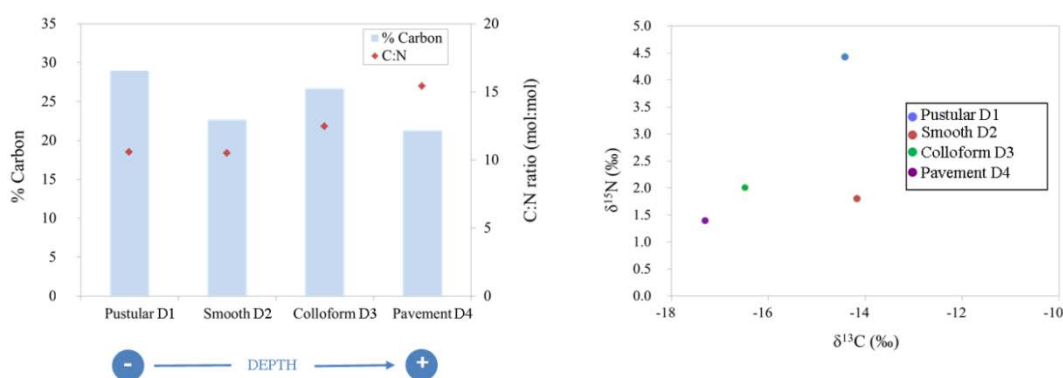 35
30
25
20
15
10
5
0
% Carbon
20
15
10
5
0
C:N ratio (mol:mol)
% Carbon
C:N
Pustular D1 Smooth D2 Colloform D3 Pavement D4
- DEPTH +
5.0
4.5
4.0
3.5
3.0
2.5
2.0
1.5
1.0
0.5
0.0
δ¹⁵N (‰)
Pustular D1
Smooth D2
Colloform D3
Pavement D4
-18 -16 -14 -12 -10
δ¹³C (‰)